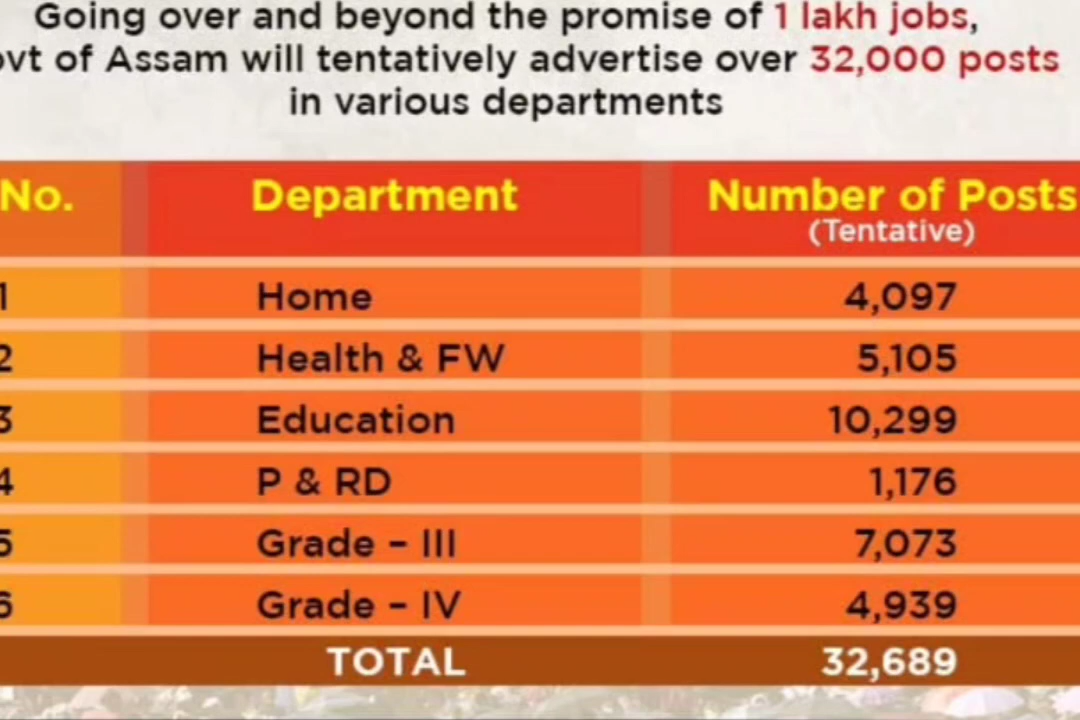 Going over and beyond the promise of 1 lakh jobs,
ovt of Assam will tentatively advertise over 32,000 posts
in various departments
No. Department Number of Posts
(Tentative)
1 Home 4,097
2 Health & FW 5,105
3 Education 10,299
4 P & RD 1,176
5 Grade – III 7,073
6 Grade – IV 4,939
TOTAL 32,689